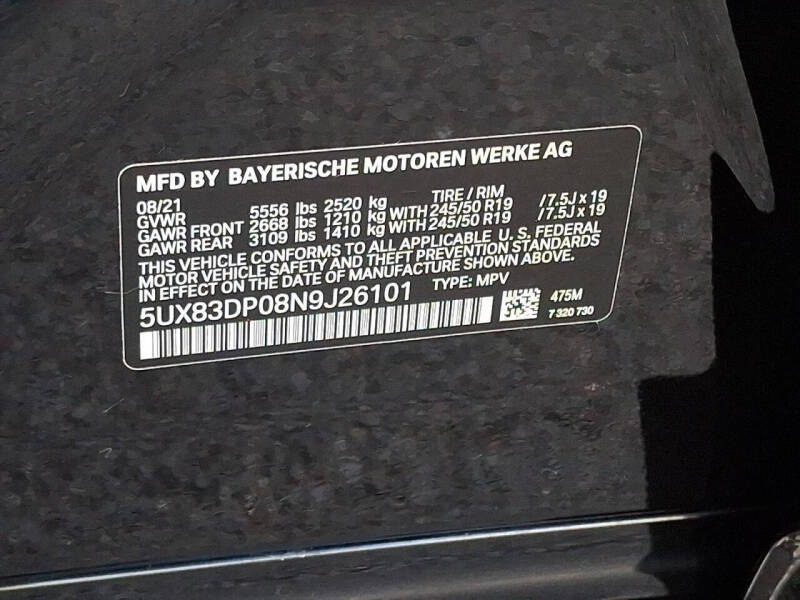 MFD BY BAYERISCHE MOTOREN WERKE AG
08/21 TIRE / RIM
GVWR 5556 lbs 2520 kg
GAWR FRONT 2668 lbs 1210 kg WITH 245/50 R19 /7.5J x 19
GAWR REAR 3109 lbs 1410 kg WITH 245/50 R19 /7.5J x 19
THIS VEHICLE CONFORMS TO ALL APPLICABLE U. S. FEDERAL
MOTOR VEHICLE SAFETY AND THEFT PREVENTION STANDARDS
IN EFFECT ON THE DATE OF MANUFACTURE SHOWN ABOVE.
5UX83DP08N9J26101 TYPE: MPV
475M
7 320 730